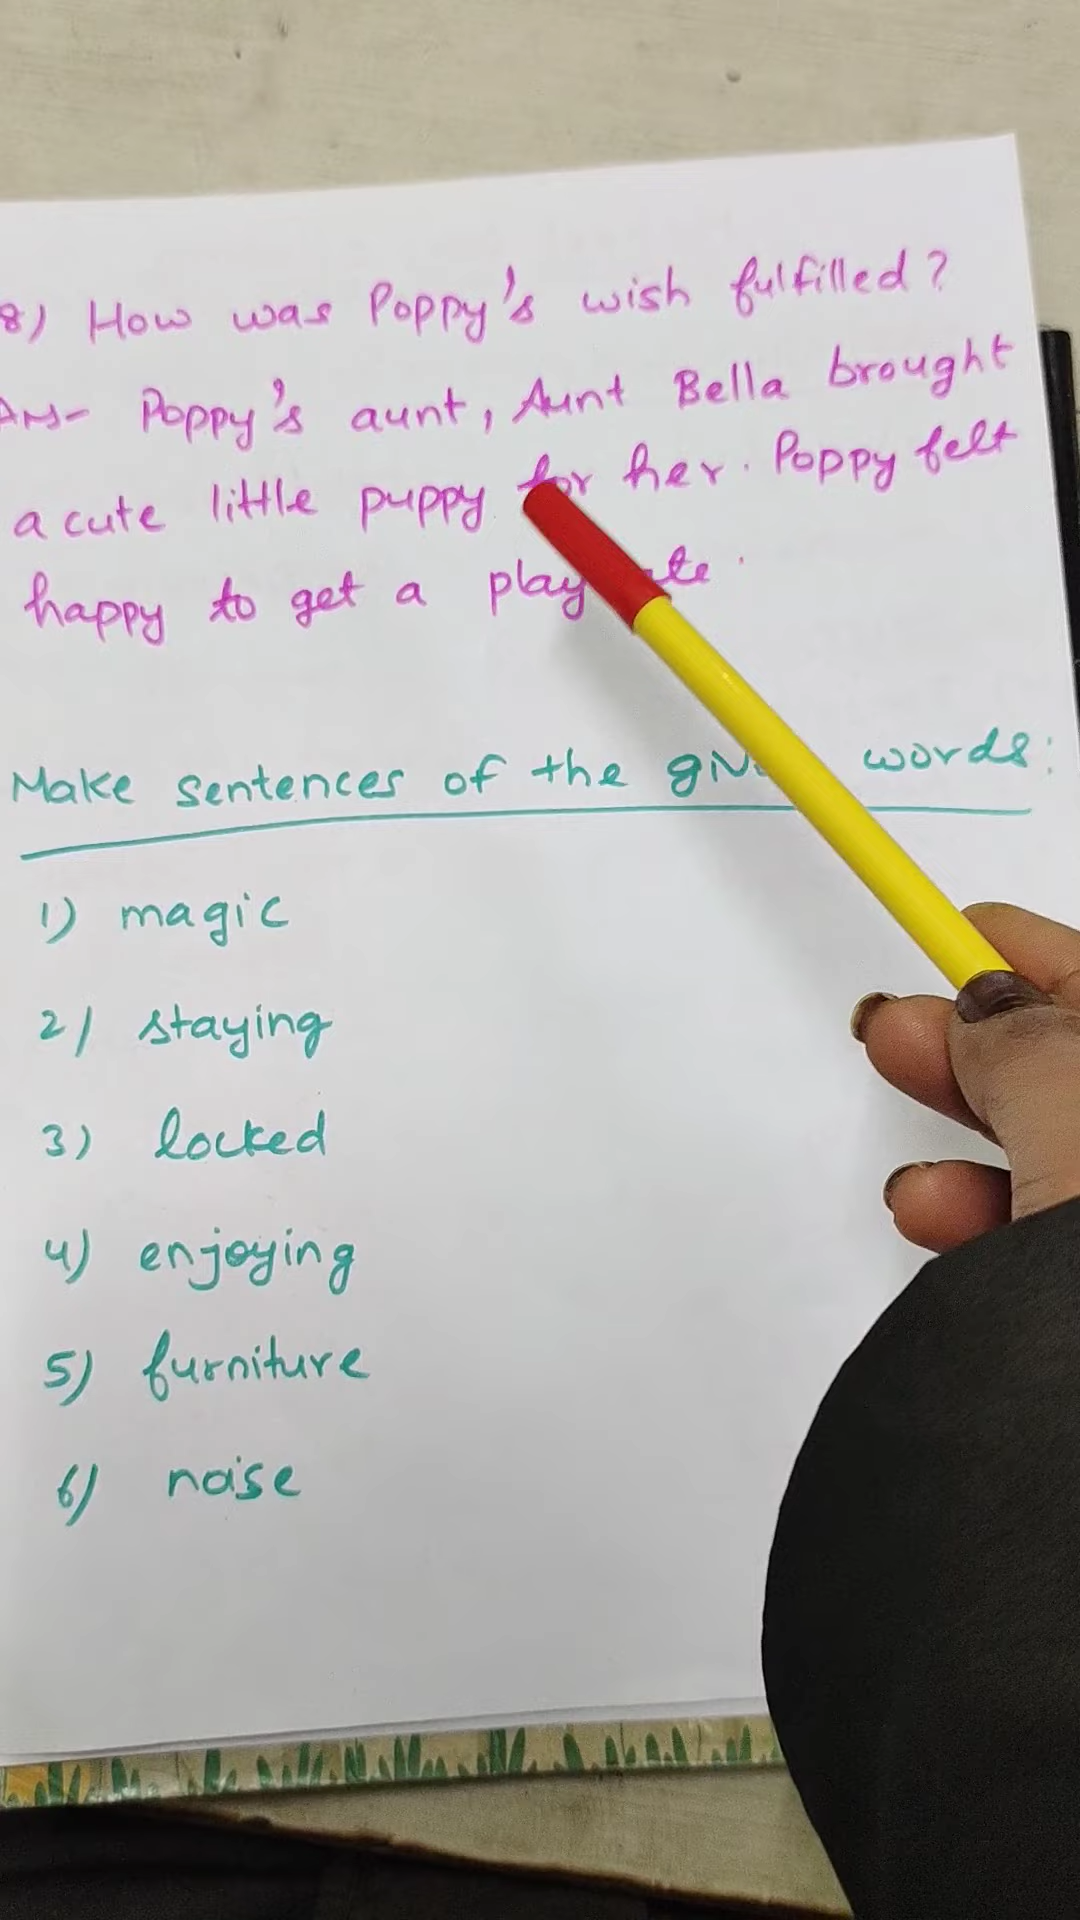 8) How was Poppy's wish fulfilled?
Ans- Poppy's aunt, Aunt Bella brought
a cute little puppy for her. Poppy felt
happy to get a
Make sentences of the words:
1) magic
2) staying
3) locked
4) enjoying
5) furniture
6) noise